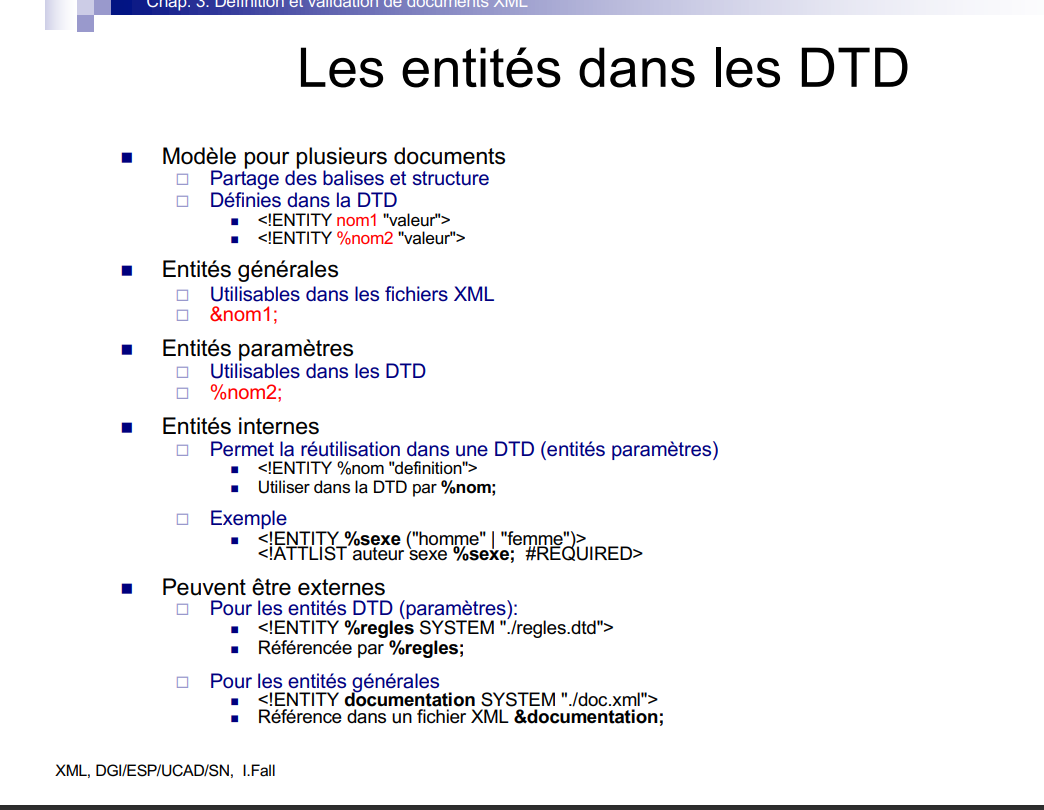 Chap. 3: Définition et validation de documents XML
Les entités dans les DTD
Modèle pour plusieurs documents
Partage des balises et structure
Définies dans la DTD
<!ENTITY nom1 "valeur">
<!ENTITY %nom2 "valeur">
Entités générales
Utilisables dans les fichiers XML
&nom1;
Entités paramètres
Utilisables dans les DTD
%nom2;
Entités internes
Permet la réutilisation dans une DTD (entités paramètres)
<!ENTITY %nom "definition">
Utiliser dans la DTD par %nom;
Exemple
<!ENTITY %sexe ("homme" | "femme")>
<!ATTLIST auteur sexe %sexe; #REQUIRED>
Peuvent être externes
Pour les entités DTD (paramètres):
<!ENTITY %regles SYSTEM "./regles.dtd">
Référencée par %regles;
Pour les entités générales
<!ENTITY documentation SYSTEM "./doc.xml">
Référence dans un fichier XML &documentation;
XML, DGI/ESP/UCAD/SN, I.Fall